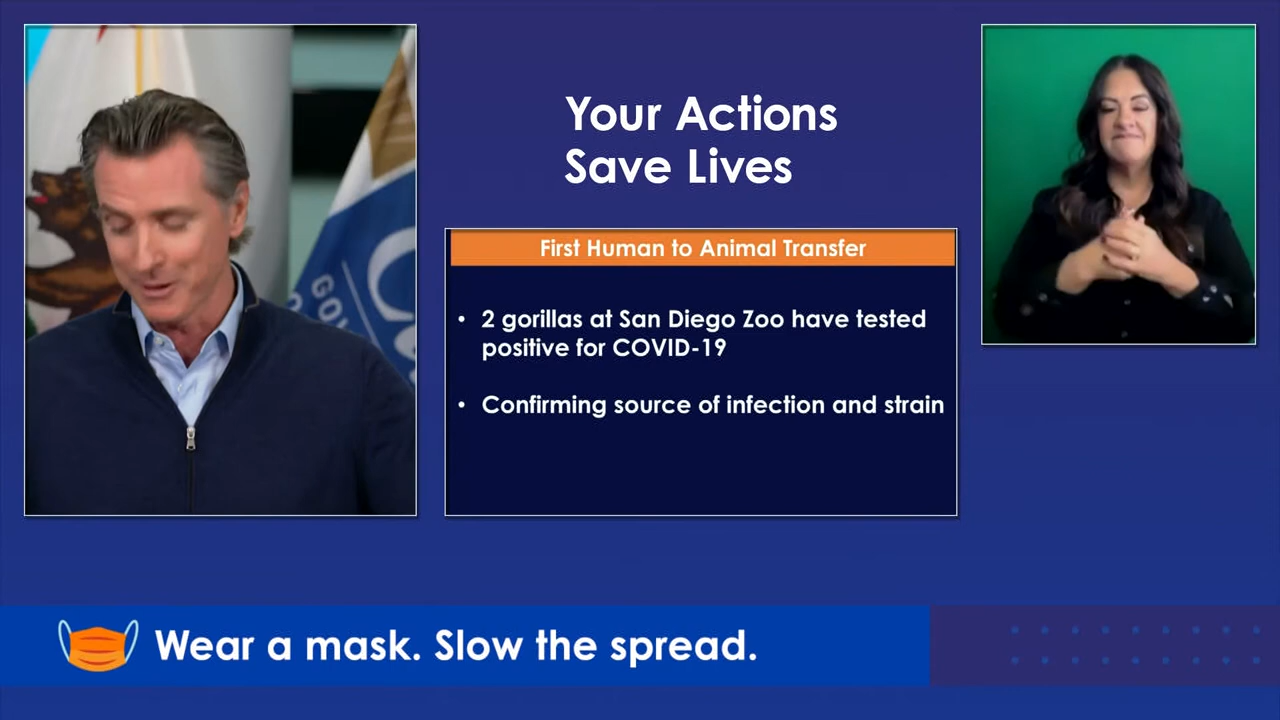 Your Actions
Save Lives
First Human to Animal Transfer
• 2 gorillas at San Diego Zoo have tested
positive for COVID-19
• Confirming source of infection and strain
Wear a mask. Slow the spread.